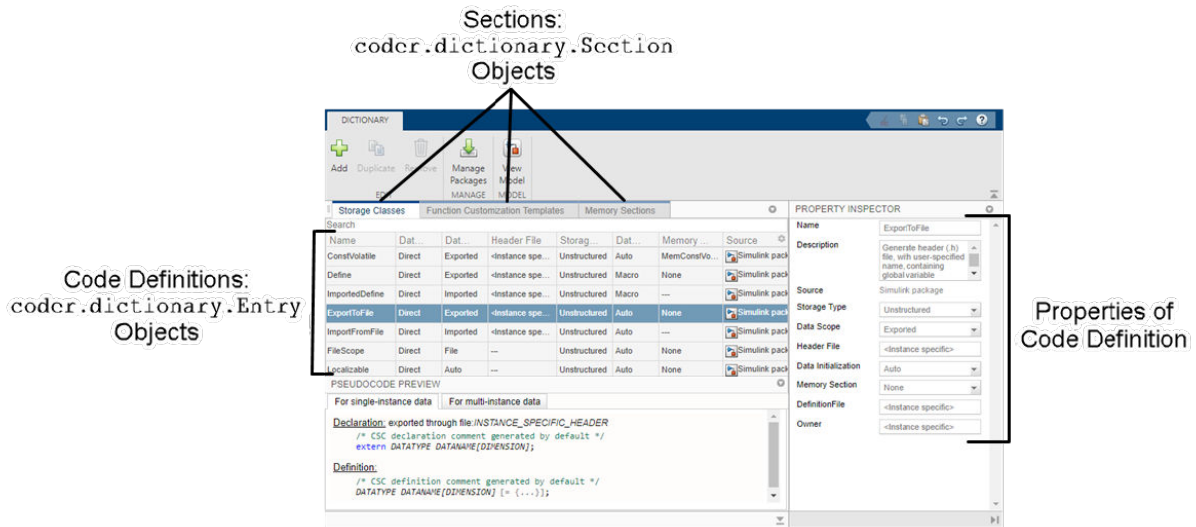 Sections:
coder.dictionary.Section
Objects
DICTIONARY
Add Duplicate Remove Manage Packages View Model
EDIT MANAGE MODEL
Storage Classes Function Customization Templates Memory Sections
Search
Name Dat... Dat... Header File Storag... Dat... Memory ... Source
ConstVolatile Direct Exported <Instance spe... Unstructured Auto MemConstVo... Simulink pack
Define Direct Exported <Instance spe... Unstructured Macro None Simulink pack
ImportedDefine Direct Imported <Instance spe... Unstructured Macro --- Simulink pack
ExportToFile Direct Exported <Instance spe... Unstructured Auto None Simulink pack
ImportFromFile Direct Imported <Instance spe... Unstructured Auto --- Simulink pack
FileScope Direct File --- Unstructured Auto None Simulink pack
Localizable Direct Auto --- Unstructured Auto None Simulink pack
Code Definitions:
coder.dictionary.Entry
Objects
PSEUDOCODE PREVIEW
For single-instance data For multi-instance data
Declaration: exported through file:INSTANCE_SPECIFIC_HEADER
/* CSC declaration comment generated by default */
extern DATATYPE DATANAME[DIMENSION];
Definition:
/* CSC definition comment generated by default */
DATATYPE DATANAME[DIMENSION] [= {...}];
PROPERTY INSPECTOR
Name ExporlToFile
Description Generate header (.h)
file, wifh user-specified
name, containing
global variable
Source Simulink package
Storage Type Unstructured
Data Scope Exporied
Header File <Instance specific>
Data Initialization Auto
Memory Section None
DefinitionFile <Instance specific>
Owner <Instance specific>
Properties of
Code Definition